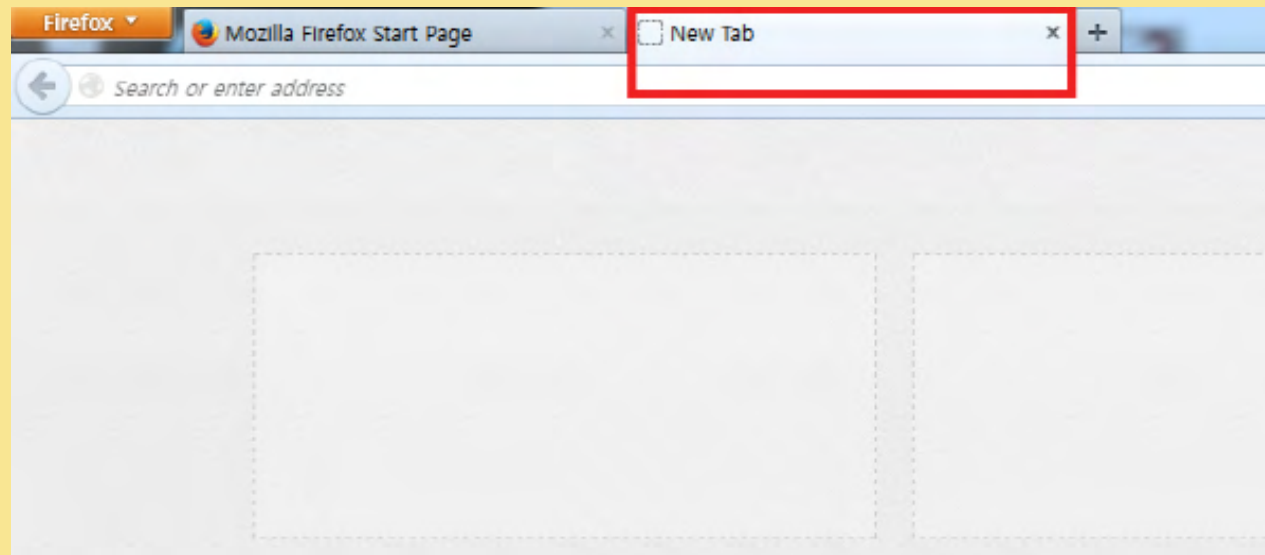 Firefox
Mozilla Firefox Start Page
New Tab
Search or enter address